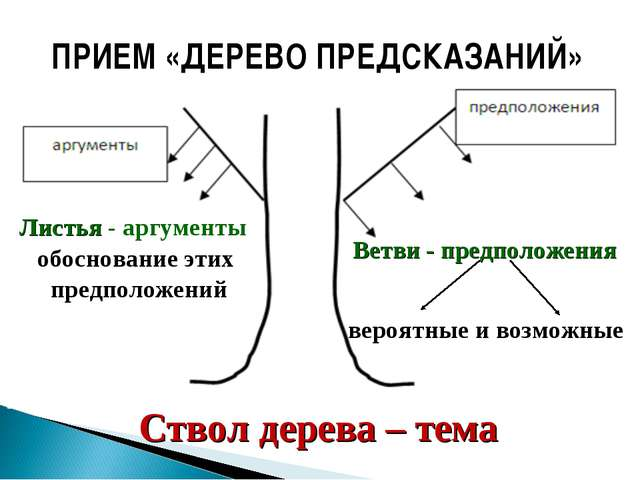 ПРИЕМ «ДЕРЕВО ПРЕДСКАЗАНИЙ»
предположения
аргументы
Листья - аргументы
обоснование этих
предположений
Ветви - предположения
вероятные и возможные
Ствол дерева – тема